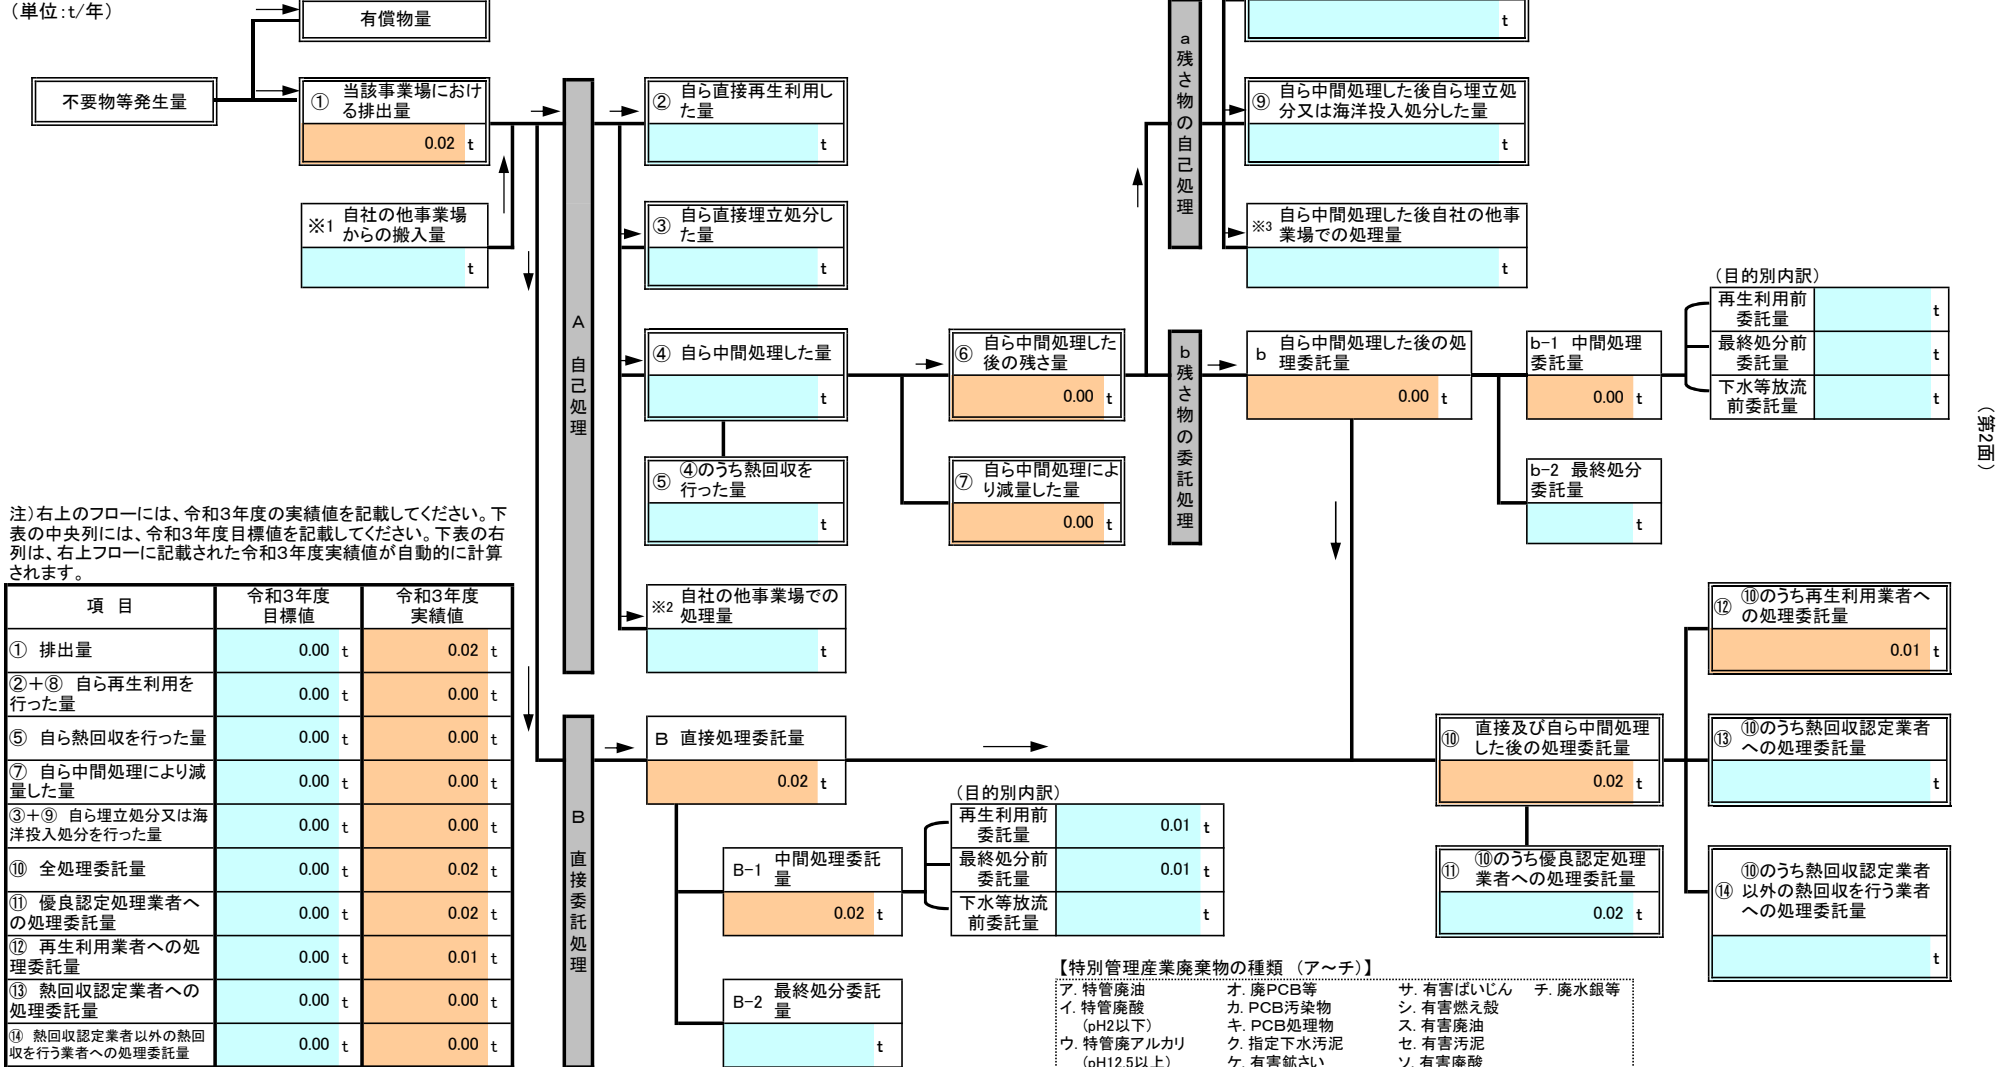 （単位：t/年）
有償物量
不要物等発生量
① 当該事業場におけ
る排出量
0.02 t
※1 自社の他事業場
からの搬入量
t
A 自己処理
② 自ら直接再生利用し
た量
t
③ 自ら直接埋立処分し
た量
t
④ 自ら中間処理した量
t
⑤ ④のうち熱回収を
行った量
t
※2 自社の他事業場での
処理量
t
⑥ 自ら中間処理した
後の残さ量
0.00 t
⑦ 自ら中間処理によ
り減量した量
0.00 t
a残さ物の自己処理
t
⑨ 自ら中間処理した後自ら埋立処
分又は海洋投入処分した量
t
※3 自ら中間処理した後自社の他事
業場での処理量
t
b残さ物の委託処理
b 自ら中間処理した後の処
理委託量
0.00 t
b-1 中間処理
委託量
0.00 t
b-2 最終処分
委託量
t
（目的別内訳）
再生利用前
委託量 t
最終処分前
委託量 t
下水等放流
前委託量 t
（第2面）
注）右上のフローには、令和3年度の実績値を記載してください。下
表の中央列には、令和3年度目標値を記載してください。下表の右
列は、右上フローに記載された令和3年度実績値が自動的に計算
されます。
項 目 令和3年度 目標値 令和3年度 実績値
① 排出量 0.00 t 0.02 t
②＋⑧ 自ら再生利用を
行った量 0.00 t 0.00 t
⑤ 自ら熱回収を行った量 0.00 t 0.00 t
⑦ 自ら中間処理により減
量した量 0.00 t 0.00 t
③＋⑨ 自ら埋立処分又は海
洋投入処分を行った量 0.00 t 0.00 t
⑩ 全処理委託量 0.00 t 0.02 t
⑪ 優良認定処理業者へ
の処理委託量 0.00 t 0.02 t
⑫ 再生利用業者への処
理委託量 0.00 t 0.01 t
⑬ 熱回収認定業者への
処理委託量 0.00 t 0.00 t
⑭ 熱回収認定業者以外の熱回
収を行う業者への処理委託量 0.00 t 0.00 t
B 直接委託処理
B 直接処理委託量
0.02 t
B-1 中間処理委託
量
0.02 t
B-2 最終処分委託
量
t
（目的別内訳）
再生利用前
委託量 0.01 t
最終処分前
委託量 0.01 t
下水等放流
前委託量 t
⑩ 直接及び自ら中間処理
した後の処理委託量
0.02 t
⑪ ⑩のうち優良認定処理
業者への処理委託量
0.02 t
⑫ ⑩のうち再生利用業者へ
の処理委託量
0.01 t
⑬ ⑩のうち熱回収認定業者
への処理委託量
t
⑭ ⑩のうち熱回収認定業者
以外の熱回収を行う業者
への処理委託量
t
【特別管理産業廃棄物の種類 （ア～チ）】
ア. 特管廃油 オ. 廃PCB等 サ. 有害ばいじん チ. 廃水銀等
イ. 特管廃酸 カ. PCB汚染物 シ. 有害燃え殻
（pH2以下） キ. PCB処理物 ス. 有害廃油
ウ. 特管廃アルカリ ク. 指定下水汚泥 セ. 有害汚泥
（pH12.5以上） ケ. 有害鉱さい ソ. 有害廃酸